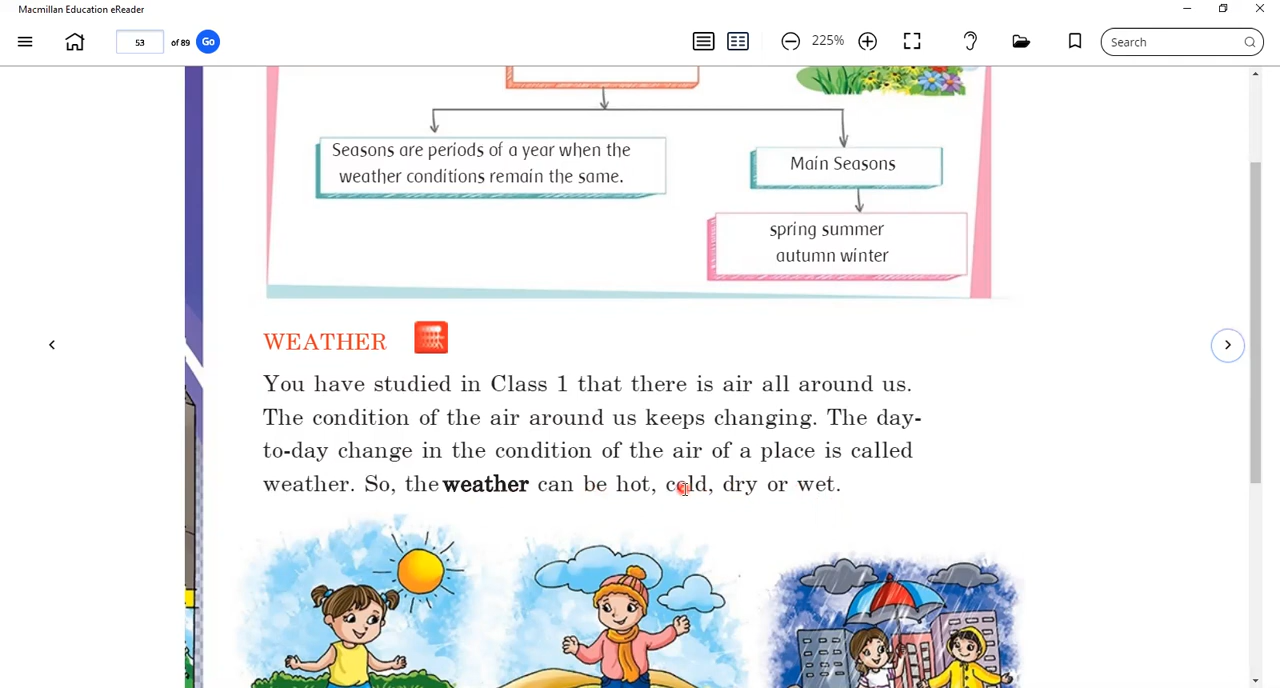 Macmillan Education eReader
53 of 89 Go 225% Search
Seasons are periods of a year when the
weather conditions remain the same.
Main Seasons
spring summer
autumn winter
WEATHER
You have studied in Class 1 that there is air all around us.
The condition of the air around us keeps changing. The day-
to-day change in the condition of the air of a place is called
weather. So, the weather can be hot, cold, dry or wet.